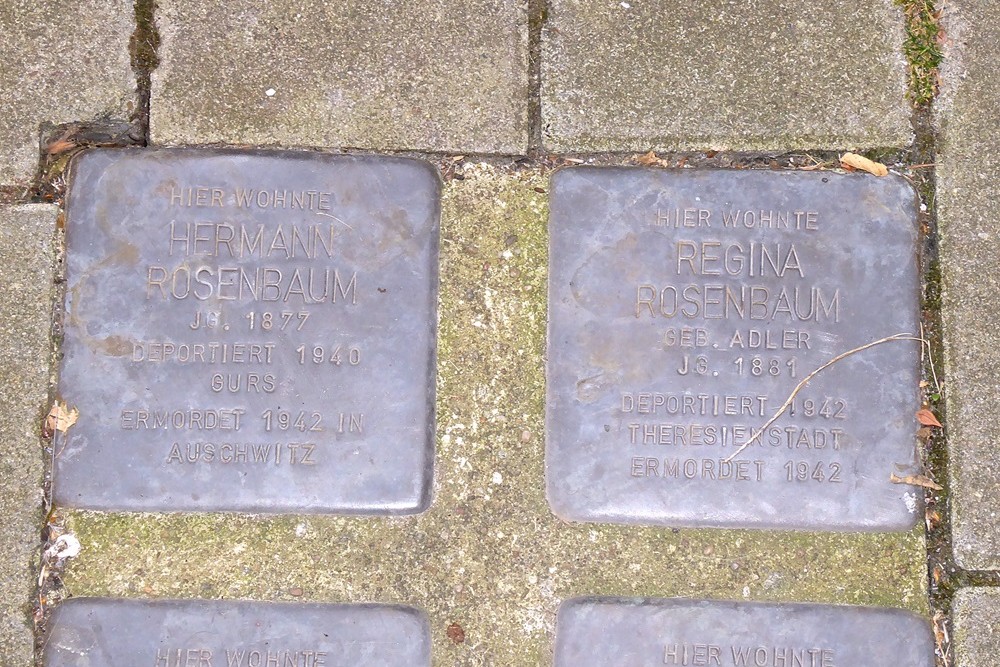 HIER WOHNTE
HERMANN
ROSENBAUM
JG. 1877
DEPORTIERT 1940
GURS
ERMORDET 1942 IN
AUSCHWITZ
HIER WOHNTE
REGINA
ROSENBAUM
GEB. ADLER
JG. 1881
DEPORTIERT 1942
THERESIENSTADT
ERMORDET 1942
HIER WOHNTE
HIER WOHNTE